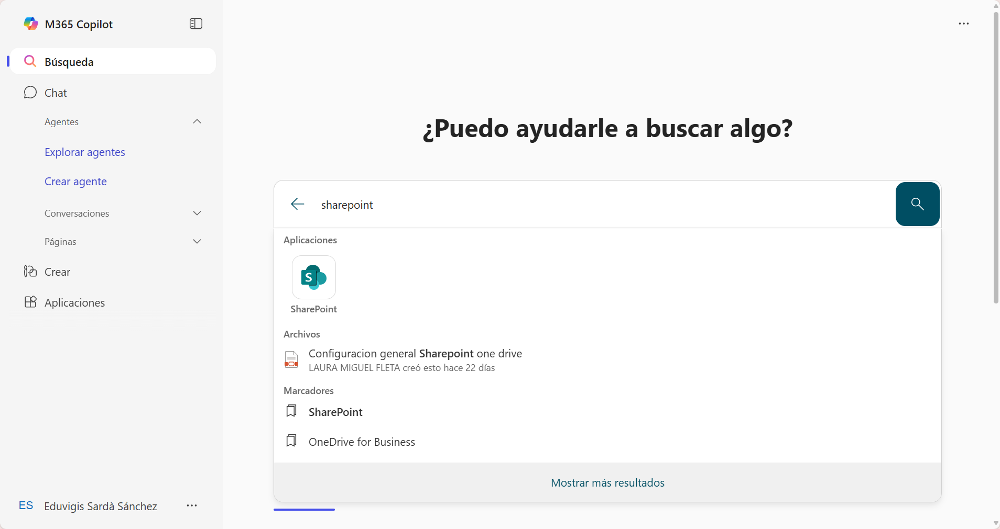 M365 Copilot
Búsqueda
Chat
Agentes
Explorar agentes
Crear agente
Conversaciones
Páginas
Crear
Aplicaciones
ES Eduvigis Sardà Sánchez
¿Puedo ayudarle a buscar algo?
sharepoint
Aplicaciones
S
SharePoint
Archivos
Configuracion general Sharepoint one drive
LAURA MIGUEL FLETA creó esto hace 22 días
Marcadores
SharePoint
OneDrive for Business
Mostrar más resultados